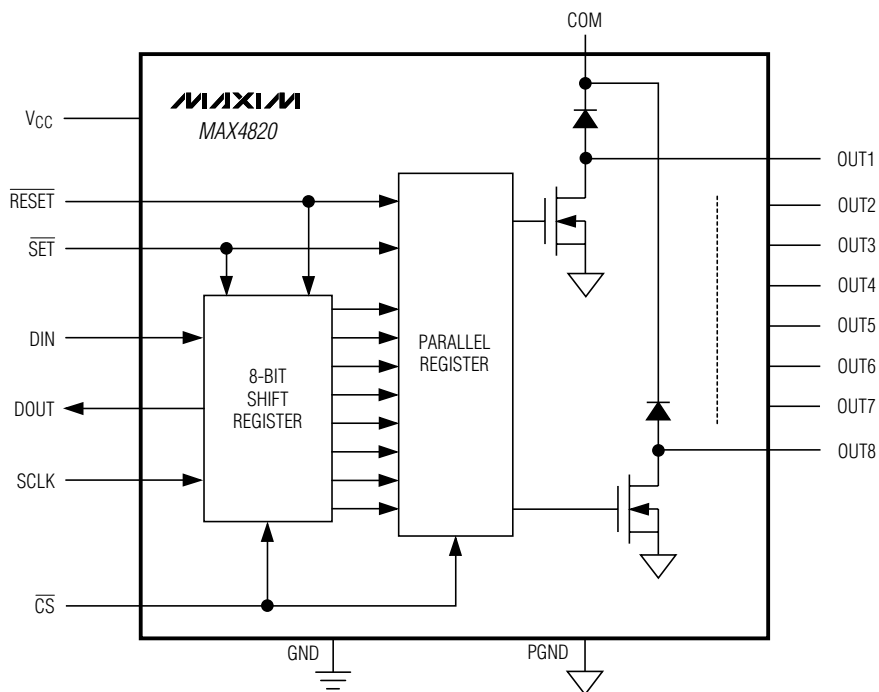 COM
MAXIM
MAX4820
VCC
RESET
SET
DIN
DOUT
SCLK
CS
8-BIT
SHIFT
REGISTER
PARALLEL
REGISTER
OUT1
OUT2
OUT3
OUT4
OUT5
OUT6
OUT7
OUT8
GND
PGND